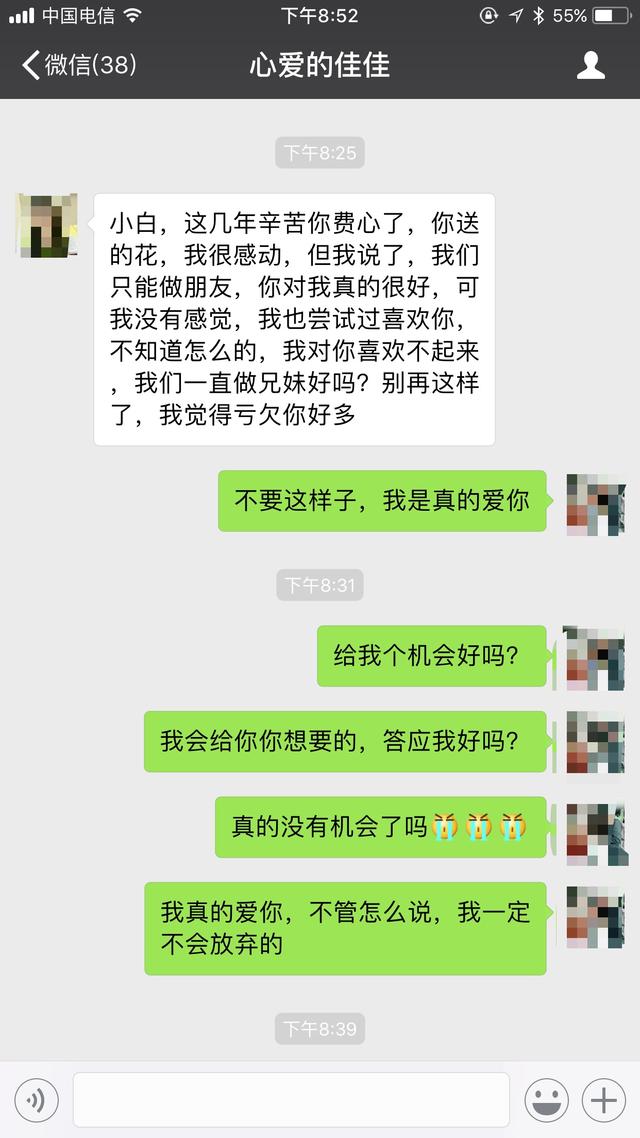 中国电信 下午8:52 55%
微信(38) 心爱的佳佳
下午8:25
小白，这几年辛苦你费心了，你送
的花，我很感动，但我说了，我们
只能做朋友，你对我真的很好，可
我没有感觉，我也尝试过喜欢你，
不知道怎么的，我对你喜欢不起来
，我们一直做兄妹好吗？别再这样
了，我觉得亏欠你好多
不要这样子，我是真的爱你
下午8:31
给我个机会好吗？
我会给你你想要的，答应我好吗？
真的没有机会了吗😭😭😭
我真的爱你，不管怎么说，我一定
不会放弃的
下午8:39